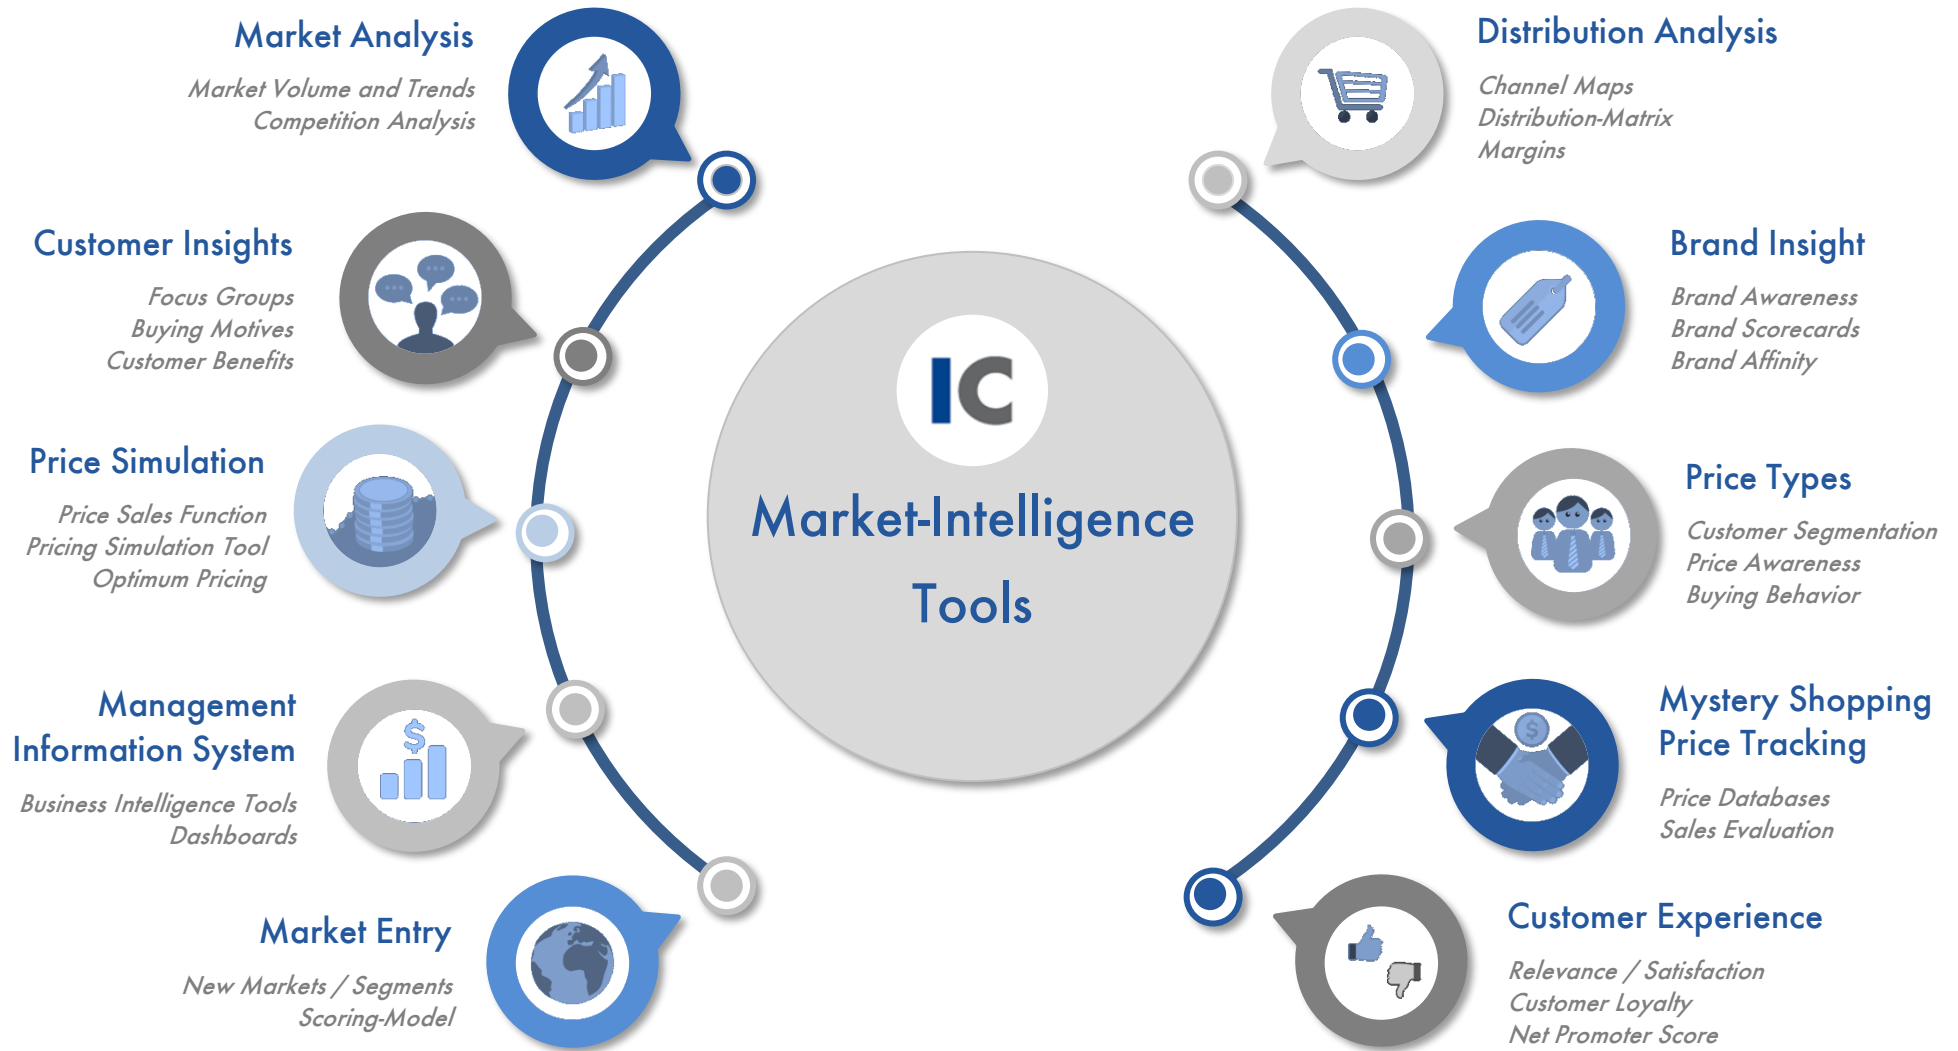 Market Analysis
Market Volume and Trends
Competition Analysis
Customer Insights
Focus Groups
Buying Motives
Customer Benefits
Price Simulation
Price Sales Function
Pricing Simulation Tool
Optimum Pricing
Management
Information System
$
Business Intelligence Tools
Dashboards
Market Entry
New Markets / Segments
Scoring-Model
IC
Market-Intelligence
Tools
Distribution Analysis
Channel Maps
Distribution-Matrix
Margins
Brand Insight
Brand Awareness
Brand Scorecards
Brand Affinity
Price Types
Customer Segmentation
Price Awareness
Buying Behavior
Mystery Shopping
Price Tracking
$
Price Databases
Sales Evaluation
Customer Experience
Relevance / Satisfaction
Customer Loyalty
Net Promoter Score